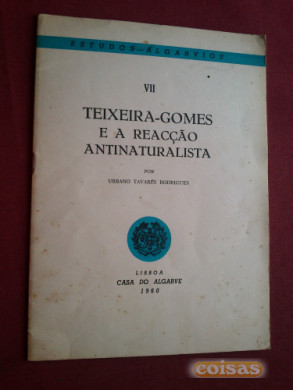 ESTUDOS ALGARVIOS
VII
TEIXEIRA-GOMES
E A REACÇÃO
ANTINATURALISTA
POR
URBANO TAVARES RODRIGUES
LISBOA
CASA DO ALGARVE
1960
coisas